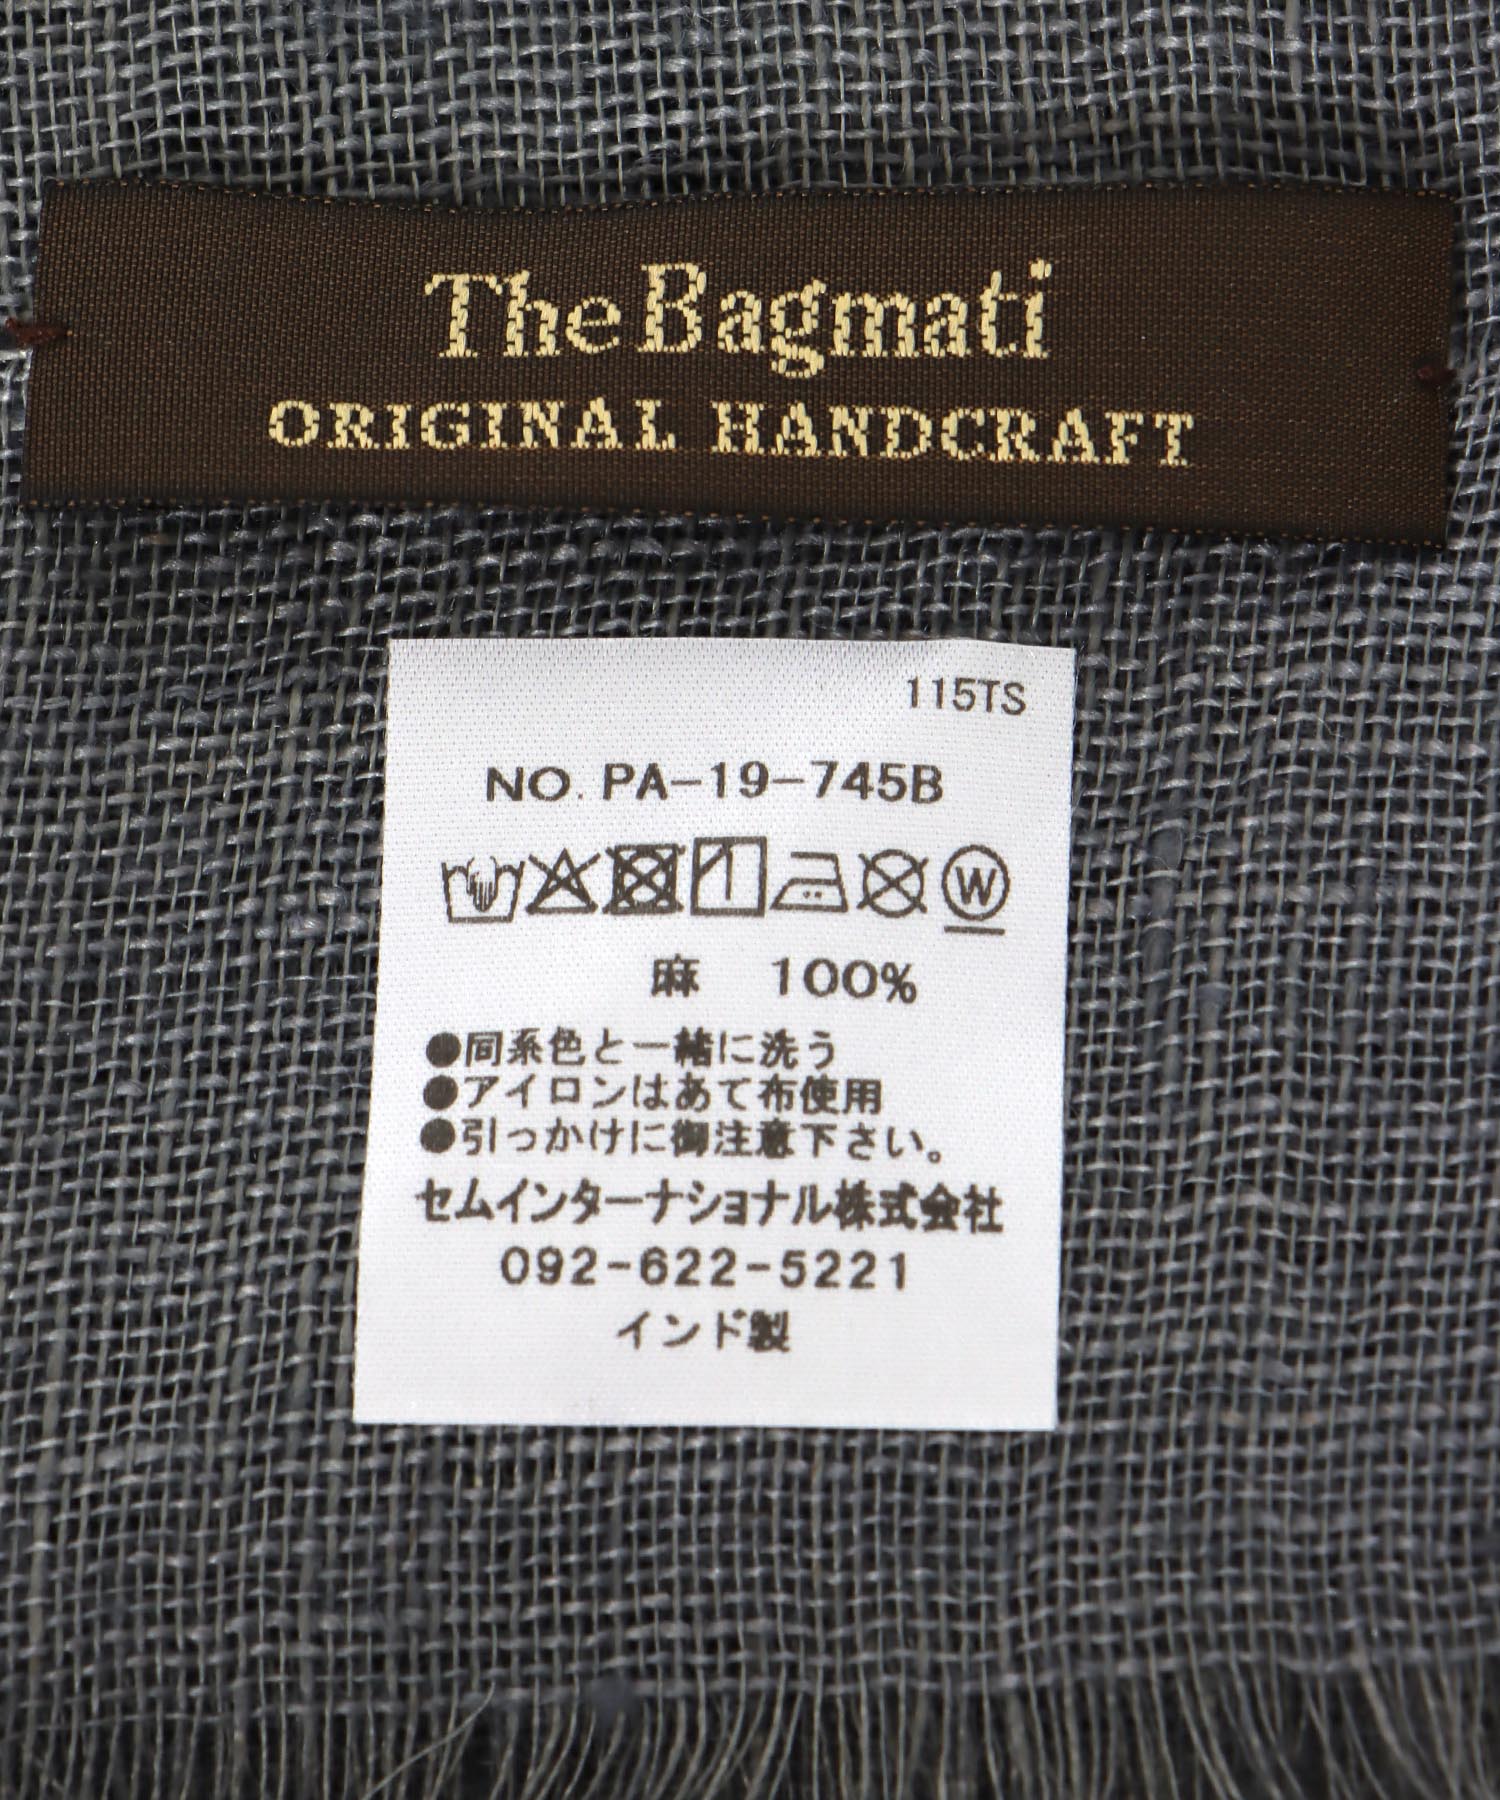 The Bagmati
ORIGINAL HANDCRAFT
115TS
NO. PA-19-745B
W
麻 100%
●同系色と一緒に洗う
●アイロンはあて布使用
●引っかけに御注意下さい。
セムインターナショナル株式会社
092-622-5221
インド製